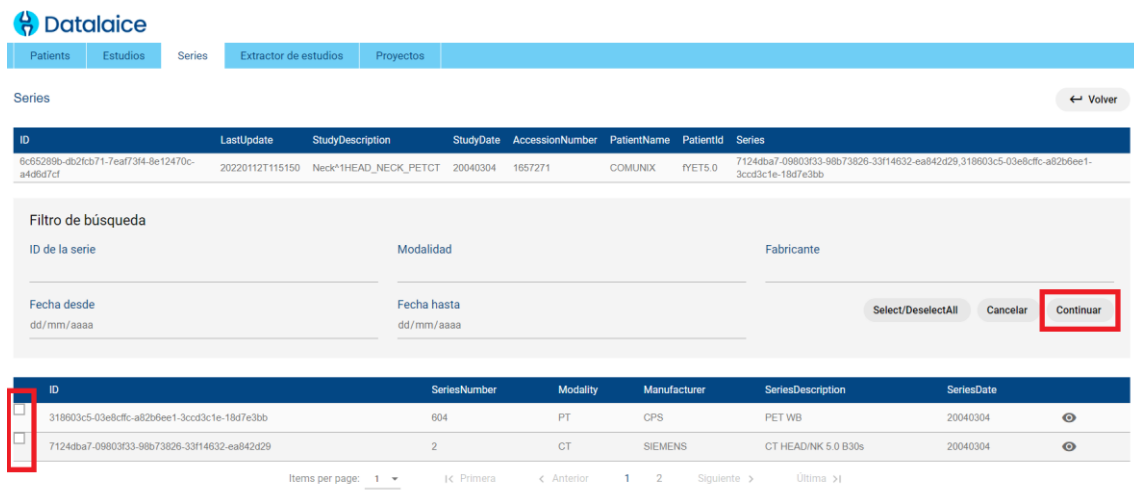 Datalaice
Patients Estudios Series Extractor de estudios Proyectos
Series Volver
ID LastUpdate StudyDescription StudyDate AccessionNumber PatientName PatientId Series
6c65289b-db2fcb71-7eaf73f4-8e12470c- 20220112T115150 Neck^1HEAD_NECK_PETCT 20040304 1657271 COMUNIX fYET5.0 7124dba7-09803f33-98b73826-33f14632-ea842d29,318603c5-03e8cffc-a82b6ee1-
a4d6d7cf 3ccd3c1e-18d7e3bb
Filtro de búsqueda
ID de la serie Modalidad Fabricante
Fecha desde Fecha hasta
dd/mm/aaaa dd/mm/aaaa Select/DeselectAll Cancelar Continuar
ID SeriesNumber Modality Manufacturer SeriesDescription SeriesDate
318603c5-03e8cffc-a82b6ee1-3ccd3c1e-18d7e3bb 604 PT CPS PET WB 20040304
7124dba7-09803f33-98b73826-33f14632-ea842d29 2 CT SIEMENS CT HEAD/NK 5.0 B30s 20040304
Items per page: 1 Primera Anterior 1 2 Siguiente Última